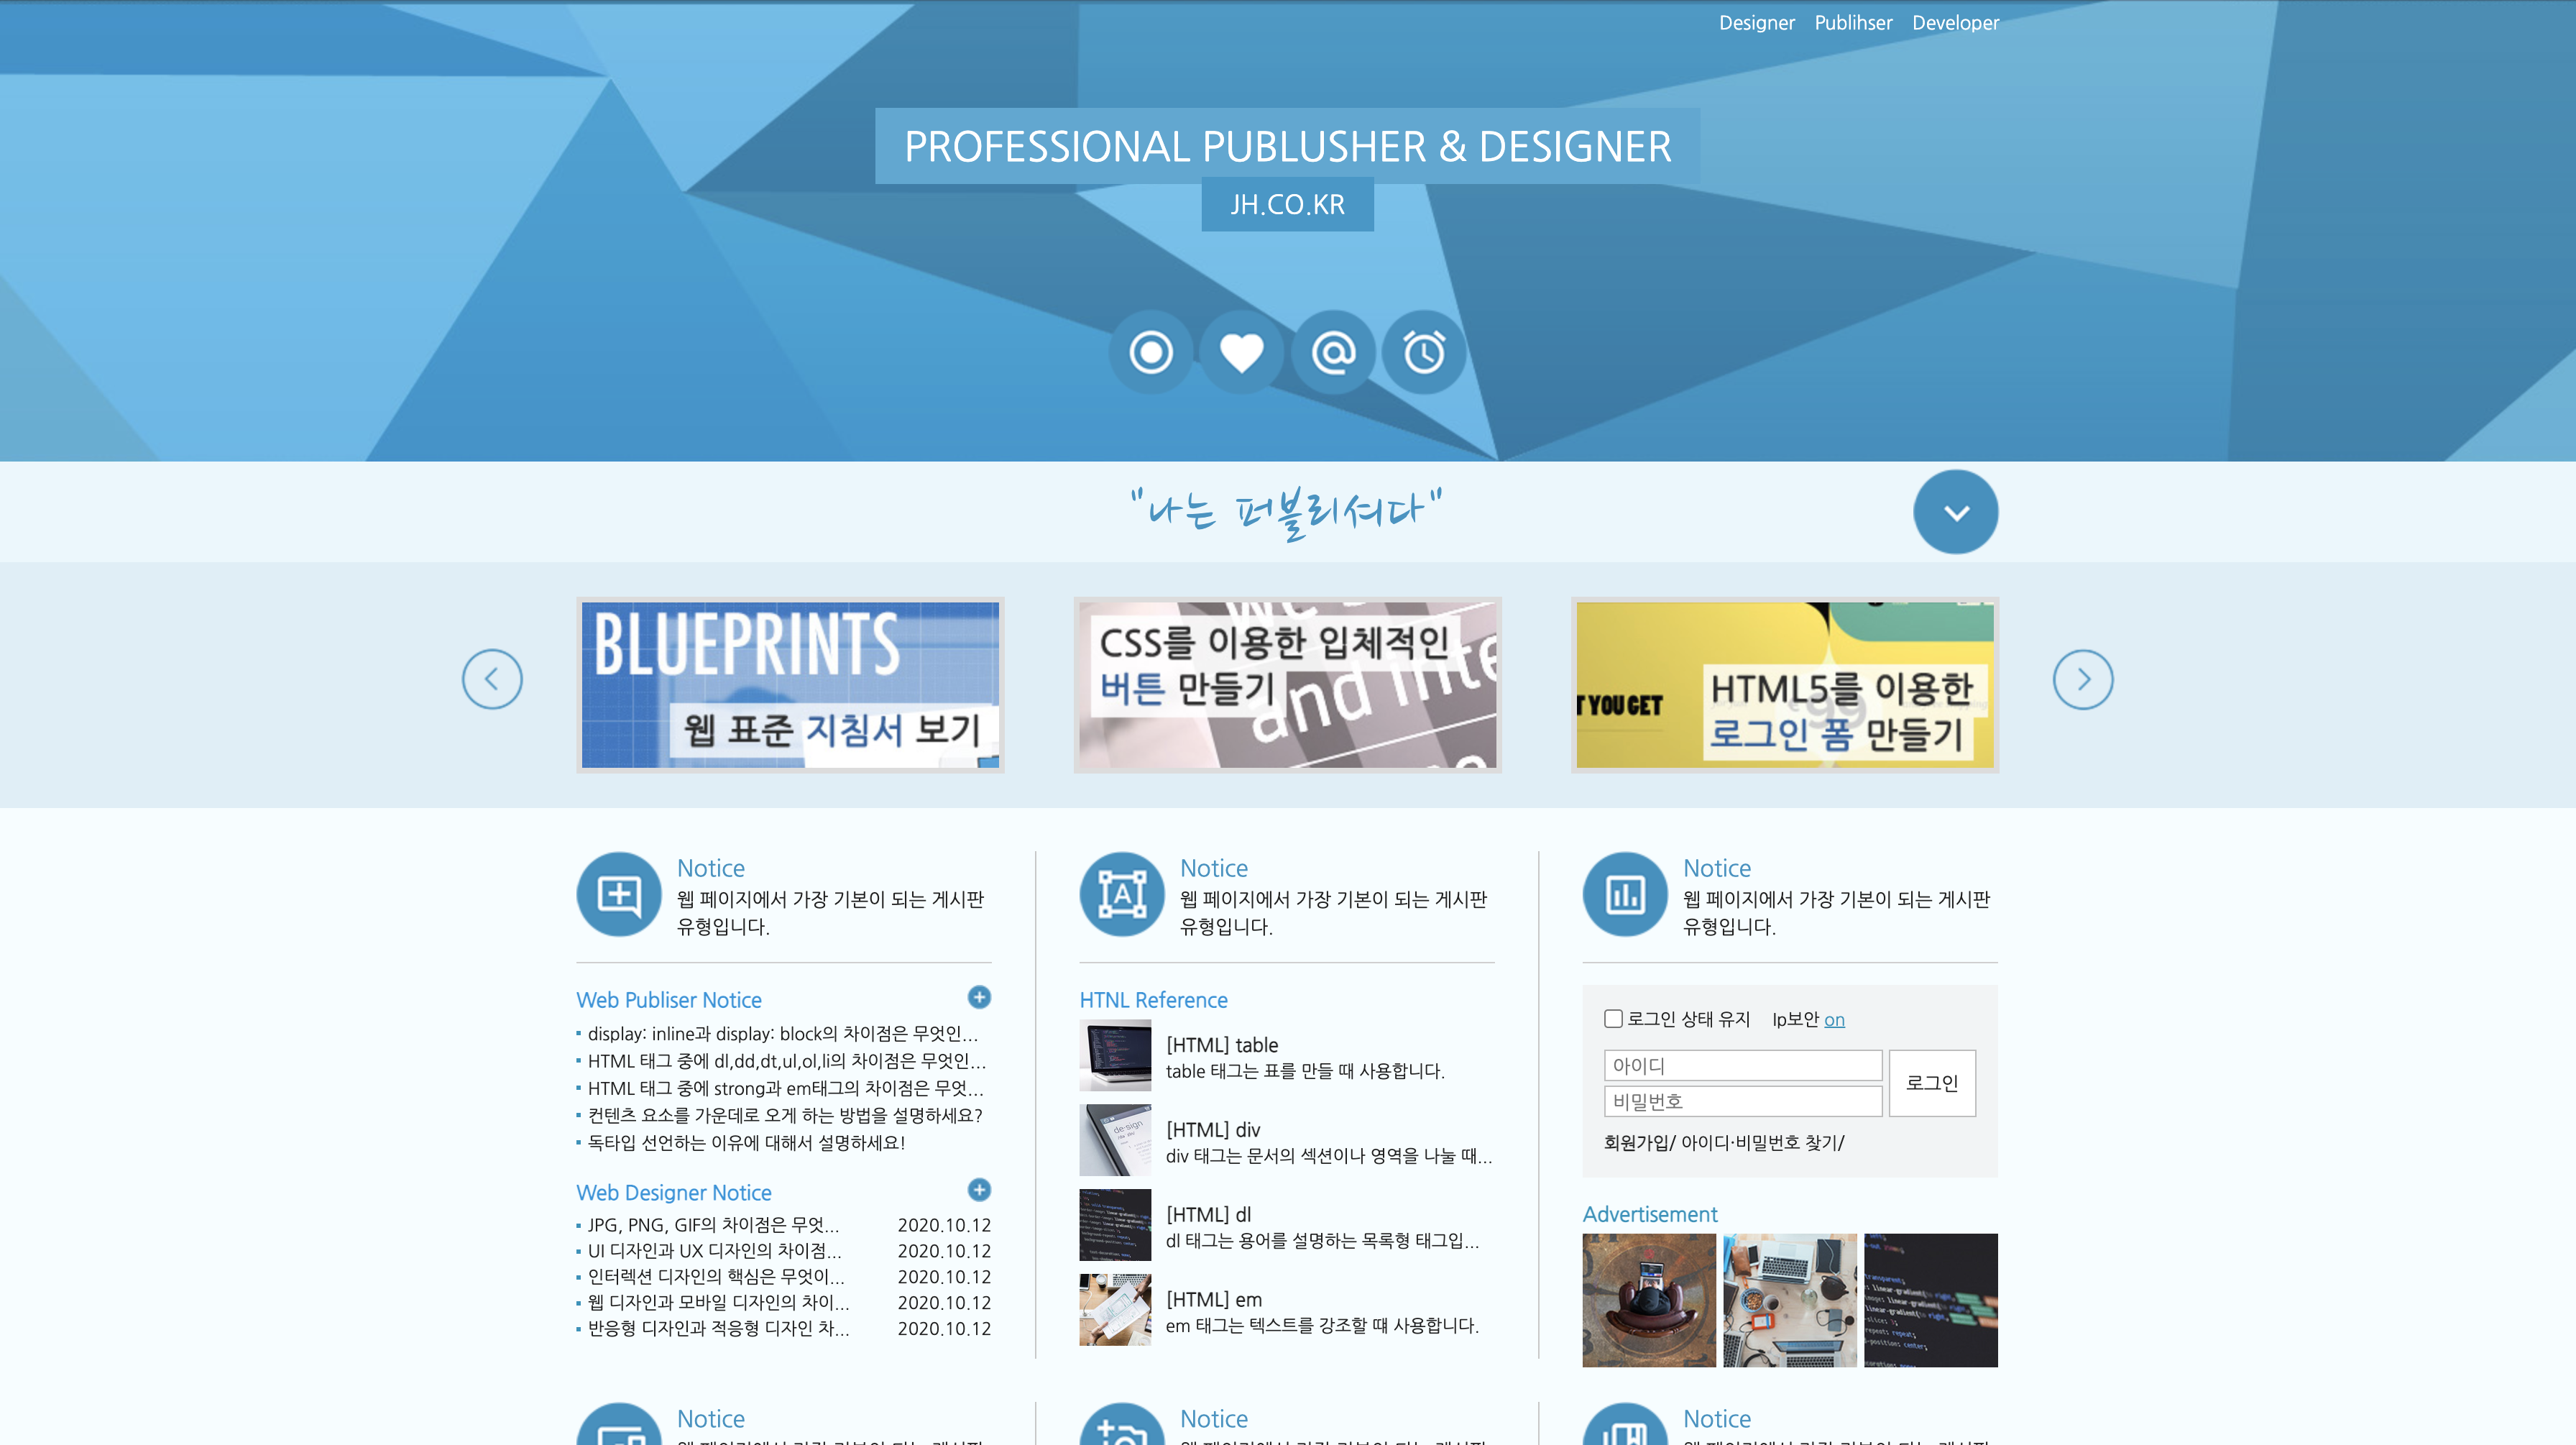 Designer Publihser Developer
PROFESSIONAL PUBLUSHER & DESIGNER
JH.CO.KR
"나는 퍼블리셔다"
BLUEPRINTS
웹 표준 지침서 보기
CSS를 이용한 입체적인
버튼 만들기
and inte
T YOU GET
HTML5를 이용한
로그인 폼 만들기
Notice
웹 페이지에서 가장 기본이 되는 게시판
유형입니다.
Web Publiser Notice
display: inline과 display: block의 차이점은 무엇인...
HTML 태그 중에 dl,dd,dt,ul,ol,li의 차이점은 무엇인...
HTML 태그 중에 strong과 em태그의 차이점은 무엇...
컨텐츠 요소를 가운데로 오게 하는 방법을 설명하세요?
독타입 선언하는 이유에 대해서 설명하세요!
Web Designer Notice
JPG, PNG, GIF의 차이점은 무엇... 2020.10.12
UI 디자인과 UX 디자인의 차이점... 2020.10.12
인터렉션 디자인의 핵심은 무엇이... 2020.10.12
웹 디자인과 모바일 디자인의 차이... 2020.10.12
반응형 디자인과 적응형 디자인 차... 2020.10.12
Notice
웹 페이지에서 가장 기본이 되는 게시판
유형입니다.
HTNL Reference
[HTML] table
table 태그는 표를 만들 때 사용합니다.
[HTML] div
div 태그는 문서의 섹션이나 영역을 나눌 때...
[HTML] dl
dl 태그는 용어를 설명하는 목록형 태그입...
[HTML] em
em 태그는 텍스트를 강조할 떄 사용합니다.
Notice
웹 페이지에서 가장 기본이 되는 게시판
유형입니다.
로그인 상태 유지 Ip보안 on
아이디
비밀번호
로그인
회원가입/ 아이디·비밀번호 찾기/
Advertisement
Notice
Notice
Notice